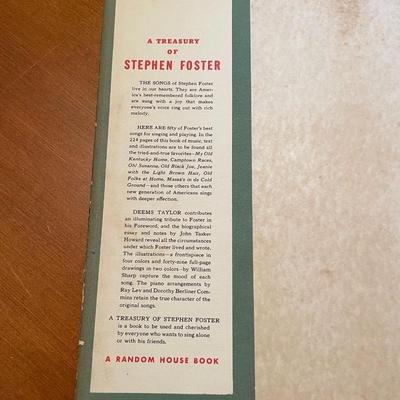 A TREASURY
OF
STEPHEN FOSTER
THE SONGS of Stephen Foster
live in our hearts. They are Amer-
ica's best-remembered folklore and
are sung with a joy that makes
everyone's voice ring out with rich
melody.
HERE ARE fifty of Foster's best
songs for singing and playing. In the
224 pages of this book of music, text
and illustrations are to be found all
the tried-and-true favorites—My Old
Kentucky Home, Camptown Races,
Oh! Susanna, Old Black Joe, Jeanie
with the Light Brown Hair, Old
Folks at Home, Massa's in de Cold
Ground—and those others that each
new generation of Americans sings
with deeper affection.
DEEMS TAYLOR contributes
an illuminating tribute to Foster in
his Foreword, and the biographical
essay and notes by John Tasker
Howard reveal all the circumstances
under which Foster lived and wrote.
The illustrations—a frontispiece in
four colors and forty-nine full-page
drawings in two colors—by William
Sharp capture the mood of each
song. The piano arrangements by
Ray Lev and Dorothy Berliner Com-
mins retain the true character of the
original songs.
A TREASURY OF STEPHEN FOSTER
is a book to be used and cherished
by everyone who wants to sing alone
or with his friends.
A RANDOM HOUSE BOOK